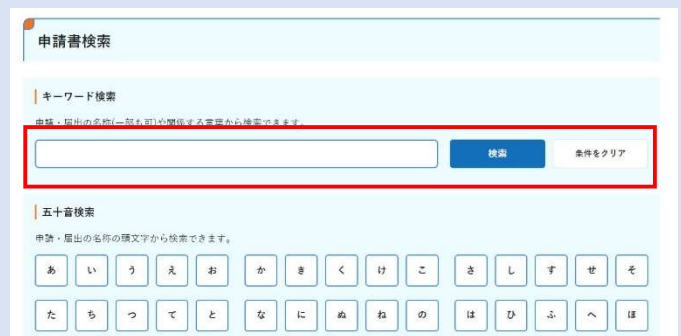 申請書検索
キーワード検索
申請・届出の名称(一部も可)や関係する言葉から検索できます。
検索 条件をクリア
五十音検索
申請・届出の名称の頭文字から検索できます。
あ い う え お か き く け こ さ し す せ そ
た ち つ て と な に ぬ ね の は ひ ふ へ ほ